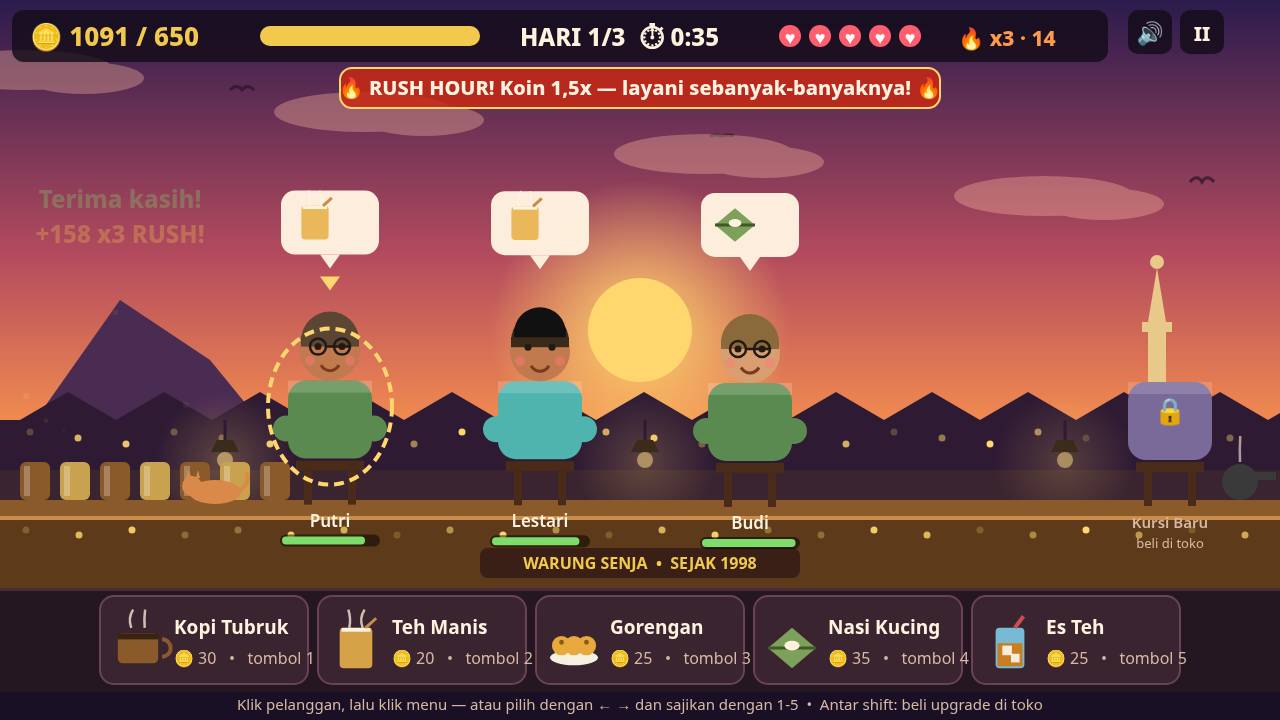 🪙 1091 / 650
HARI 1/3 ⏱ 0:35
🔥 x3 · 14
🔥 RUSH HOUR! Koin 1,5x — layani sebanyak-banyaknya! 🔥
Terima kasih!
+158 x3 RUSH!
Putri
Lestari
Budi
Kursi Baru
beli di toko
WARUNG SENJA • SEJAK 1998
Kopi Tubruk
🪙 30 • tombol 1
Teh Manis
🪙 20 • tombol 2
Gorengan
🪙 25 • tombol 3
Nasi Kucing
🪙 35 • tombol 4
Es Teh
🪙 25 • tombol 5
Klik pelanggan, lalu klik menu — atau pilih dengan ← → dan sajikan dengan 1-5 • Antar shift: beli upgrade di toko